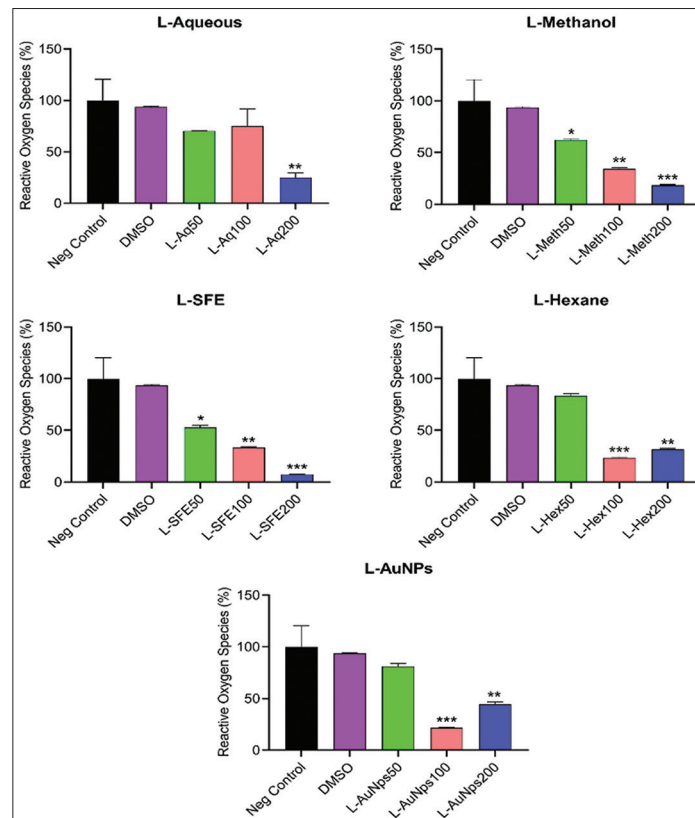 L-Aqueous
Reactive Oxygen Species (%)
150
100
50
0
**
Neg Control
DMSO
L-Aq50
L-Aq100
L-Aq200
L-Methanol
Reactive Oxygen Species (%)
150
100
50
0
*
**
***
Neg Control
DMSO
L-Meth50
L-Meth100
L-Meth200
L-SFE
Reactive Oxygen Species (%)
150
100
50
0
*
**
***
Neg Control
DMSO
L-SFE50
L-SFE100
L-SFE200
L-Hexane
Reactive Oxygen Species (%)
150
100
50
0
***
**
Neg Control
DMSO
L-Hex50
L-Hex100
L-Hex200
L-AuNPs
Reactive Oxygen Species (%)
150
100
50
0
***
**
Neg Control
DMSO
L-AuNps50
L-AuNps100
L-AuNps200